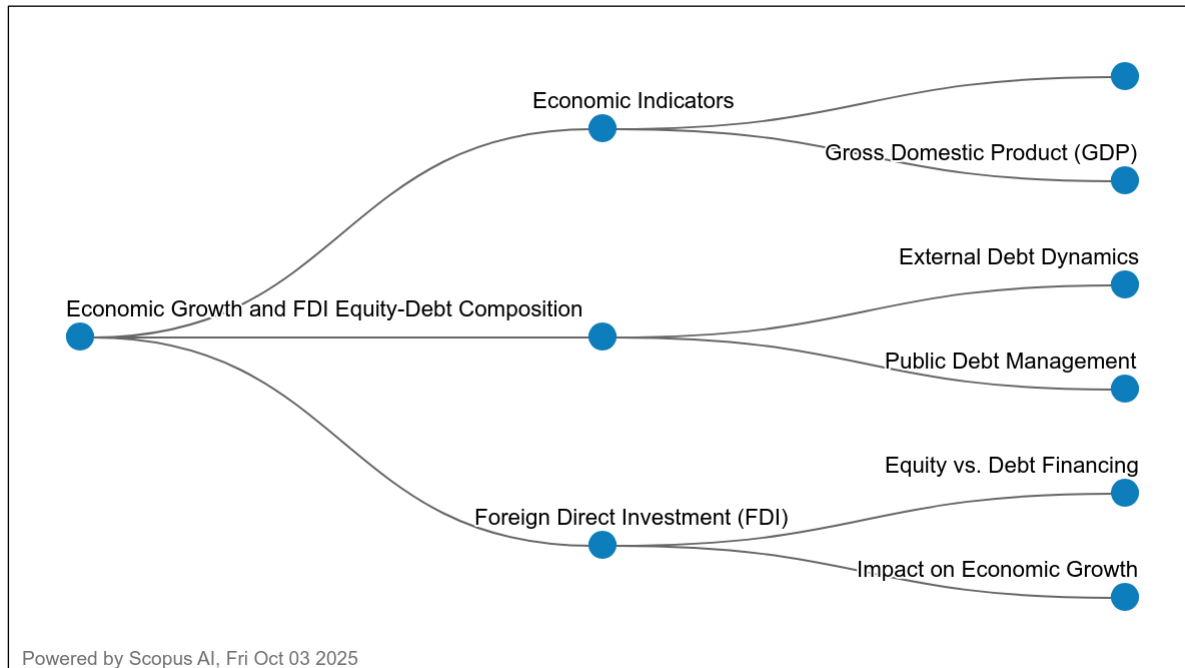 Economic Indicators
Gross Domestic Product (GDP)
External Debt Dynamics
Economic Growth and FDI Equity-Debt Composition
Public Debt Management
Equity vs. Debt Financing
Foreign Direct Investment (FDI)
Impact on Economic Growth
Powered by Scopus AI, Fri Oct 03 2025